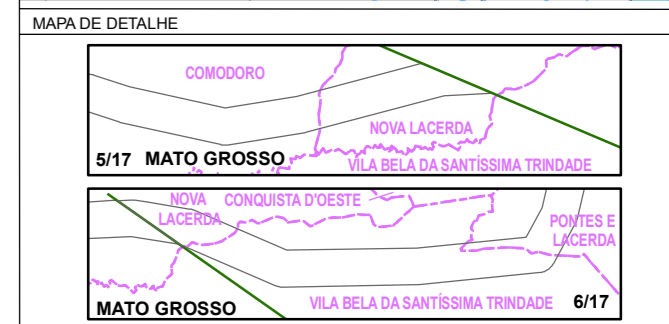 MAPA DE DETALHE
COMODORO
NOVA LACERDA
5/17 MATO GROSSO
VILA BELA DA SANTÍSSIMA TRINDADE
NOVA
LACERDA
CONQUISTA D'OESTE
PONTES E
LACERDA
MATO GROSSO
VILA BELA DA SANTÍSSIMA TRINDADE
6/17